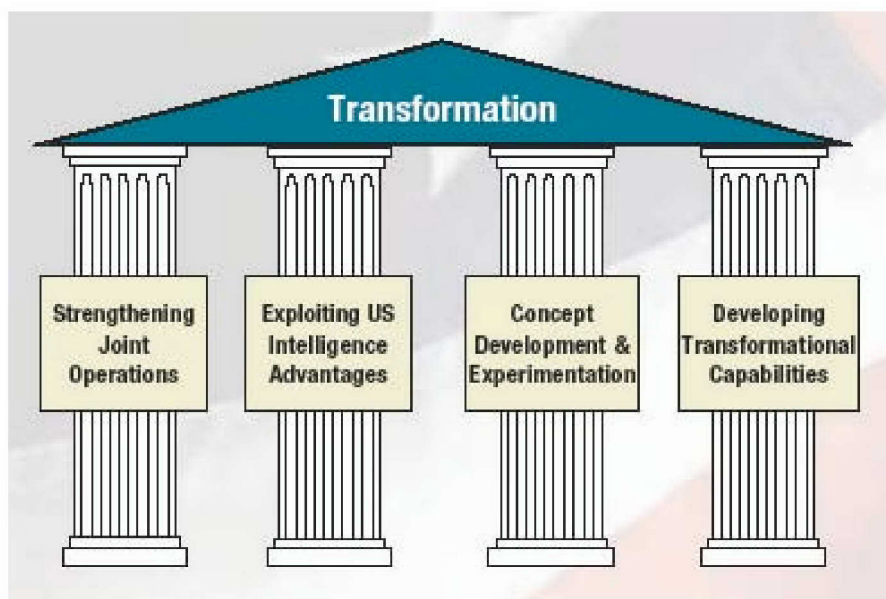 Transformation
Strengthening
Joint
Operations
Exploiting US
Intelligence
Advantages
Concept
Development &
Experimentation
Developing
Transformational
Capabilities